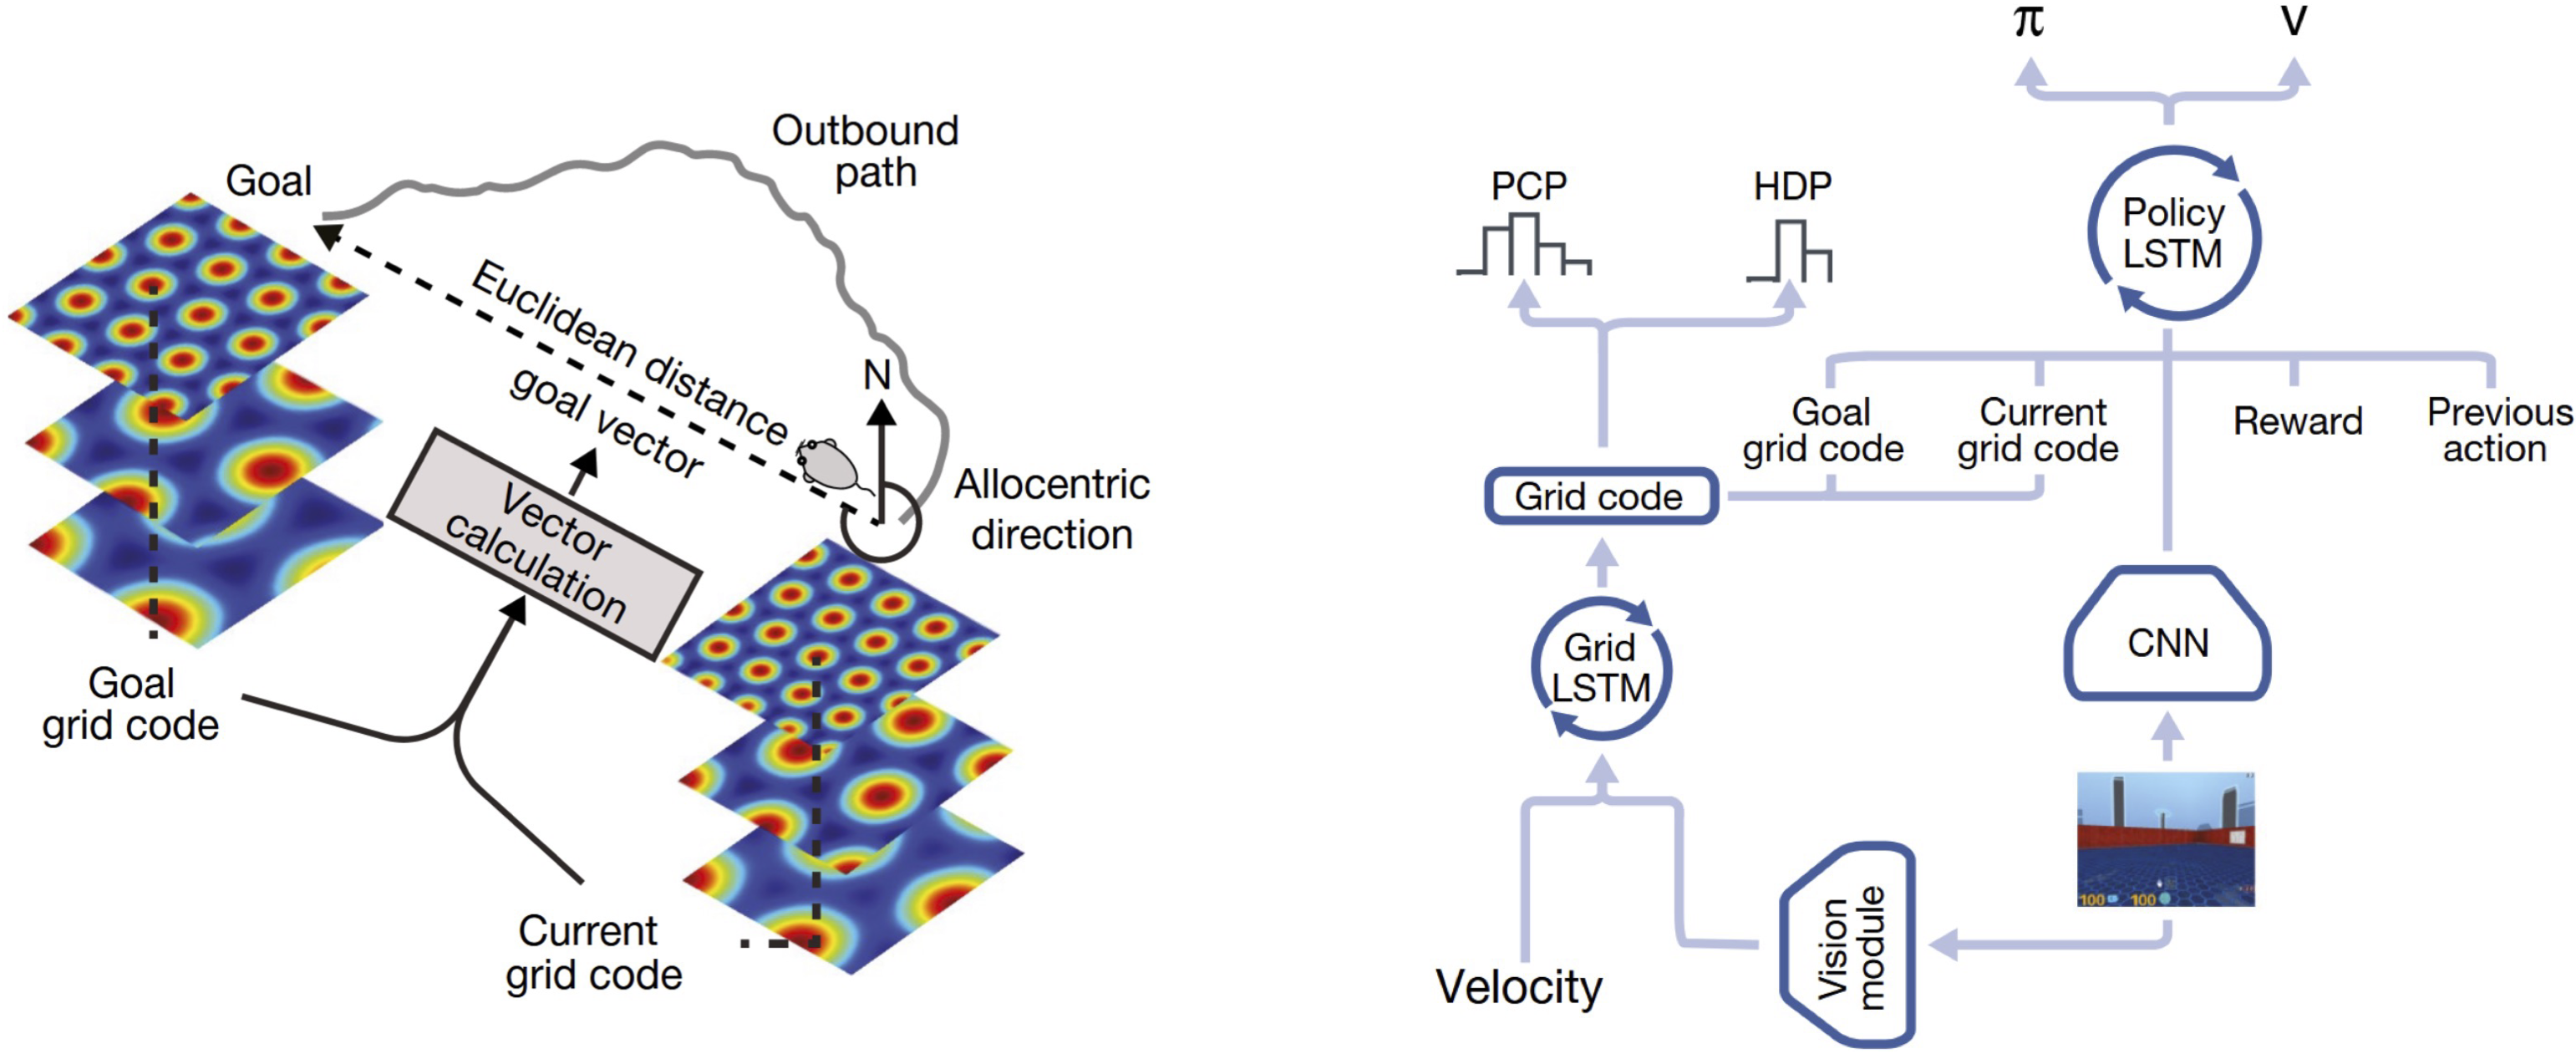 Goal
Outbound
path
Euclidean distance
goal vector
N
Allocentric
direction
Vector
calculation
Goal
grid code
Current
grid code
π
v
PCP
HDP
Policy
LSTM
Goal
grid code
Current
grid code
Reward
Previous
action
Grid code
Grid
LSTM
CNN
Velocity
Vision
module
100
100